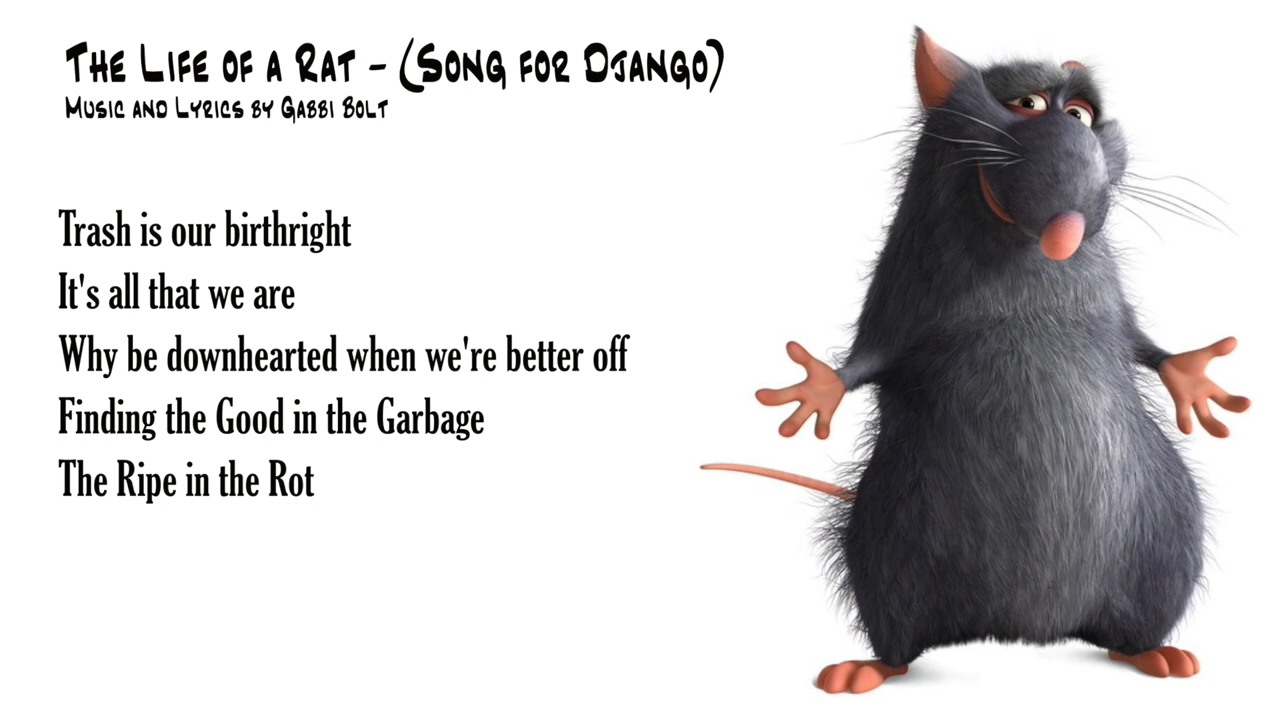 The Life of a Rat - (Song for Django)
Music and Lyrics by Gabbi Bolt
Trash is our birthright
It's all that we are
Why be downhearted when we're better off
Finding the Good in the Garbage
The Ripe in the Rot